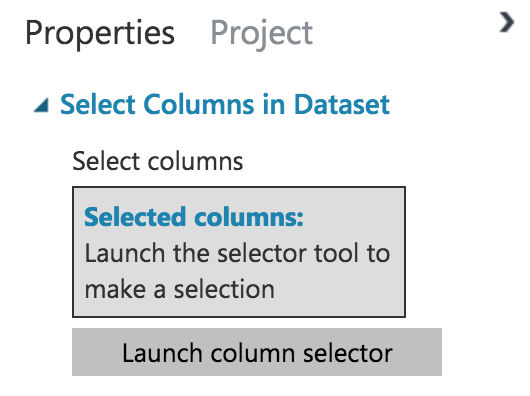 Properties Project
Select Columns in Dataset
Select columns
Selected columns:
Launch the selector tool to
make a selection
Launch column selector